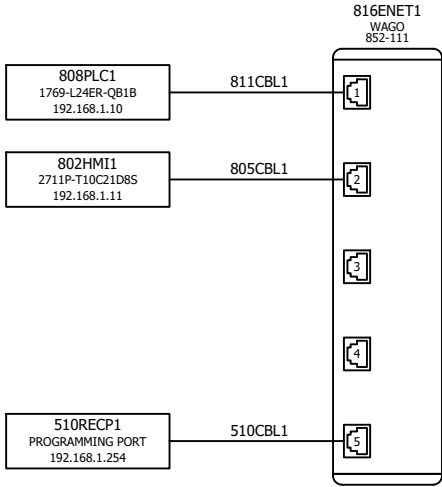 816ENET1
WAGO
852-111
808PLC1
1769-L24ER-QB1B
192.168.1.10
811CBL1
1
802HMI1
2711P-T10C21D8S
192.168.1.11
805CBL1
2
3
4
510RECP1
PROGRAMMING PORT
192.168.1.254
510CBL1
5